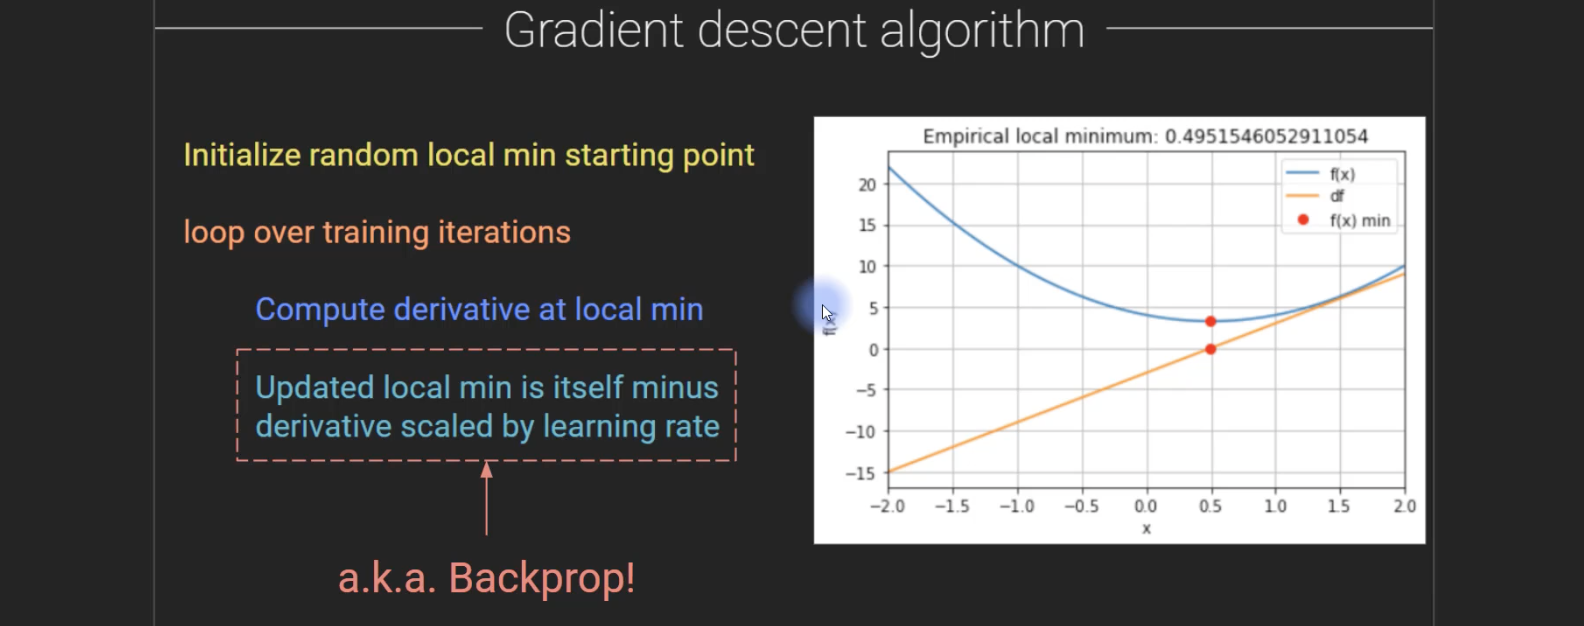 Gradient descent algorithm
Initialize random local min starting point
loop over training iterations
Compute derivative at local min
Updated local min is itself minus
derivative scaled by learning rate
a.k.a. Backprop!
Empirical local minimum: 0.4951546052911054
f(x)
df
f(x) min
20
15
10
5
0
−5
−10
−15
f(x)
−2.0 −1.5 −1.0 −0.5 0.0 0.5 1.0 1.5 2.0
x